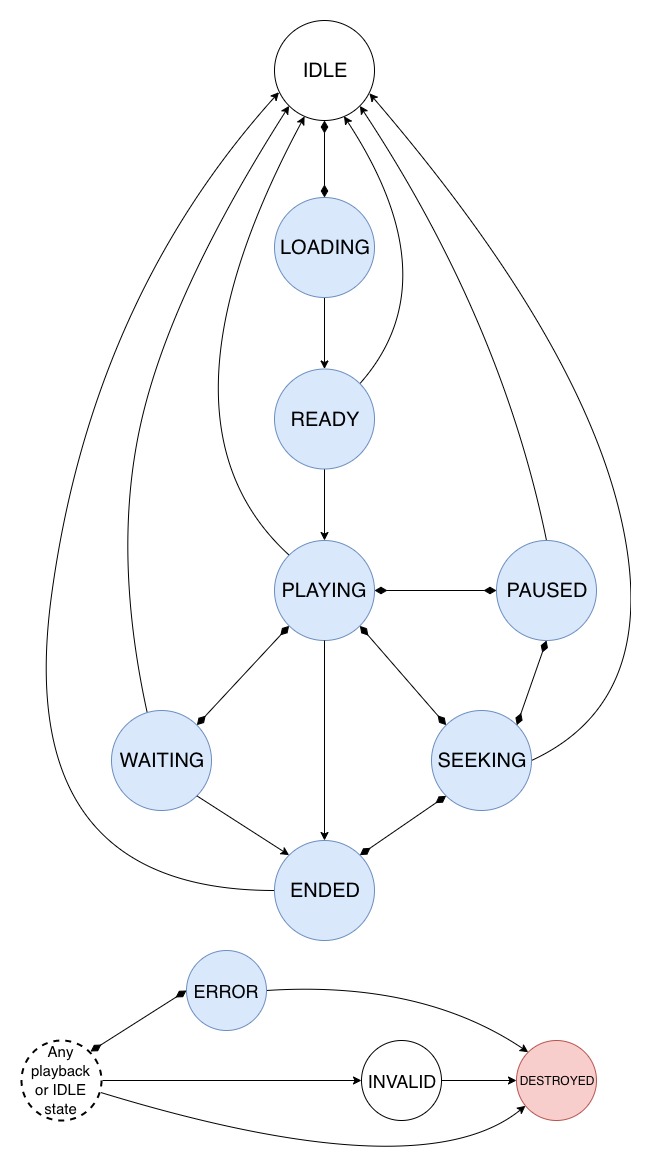 IDLE
LOADING
READY
PLAYING
PAUSED
WAITING
SEEKING
ENDED
ERROR
Any
playback
or IDLE
state
INVALID
DESTROYED